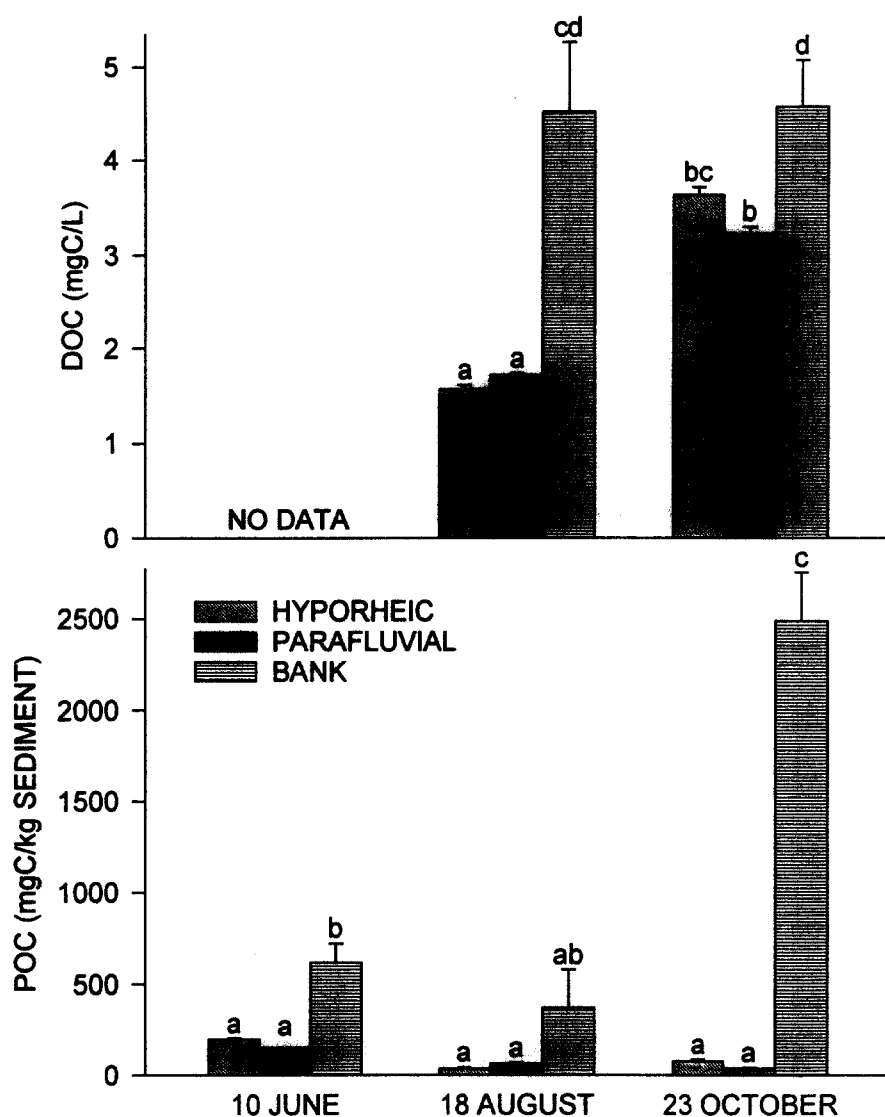 cd
d
5
bc
4
b
DOC (mgC/L)
3
2
a
a
1
NO DATA
0
c
HYPORHEIC
2500
PARAFLUVIAL
BANK
2000
POC (mgC/kg SEDIMENT)
1500
1000
b
ab
500
a
a
a
a
a
a
0
10 JUNE
18 AUGUST
23 OCTOBER